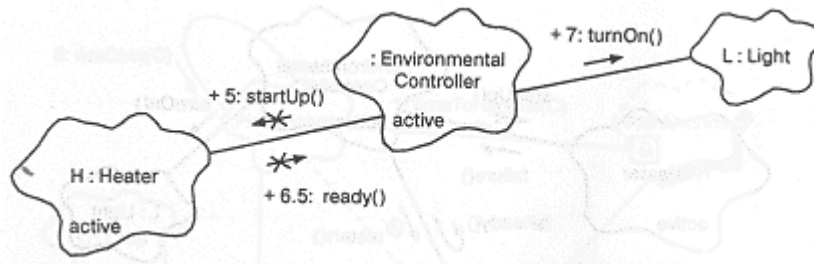 + 7: turnOn()
: Environmental
Controller
L : Light
+ 5: startUp()
active
H : Heater
+ 6.5: ready()
active